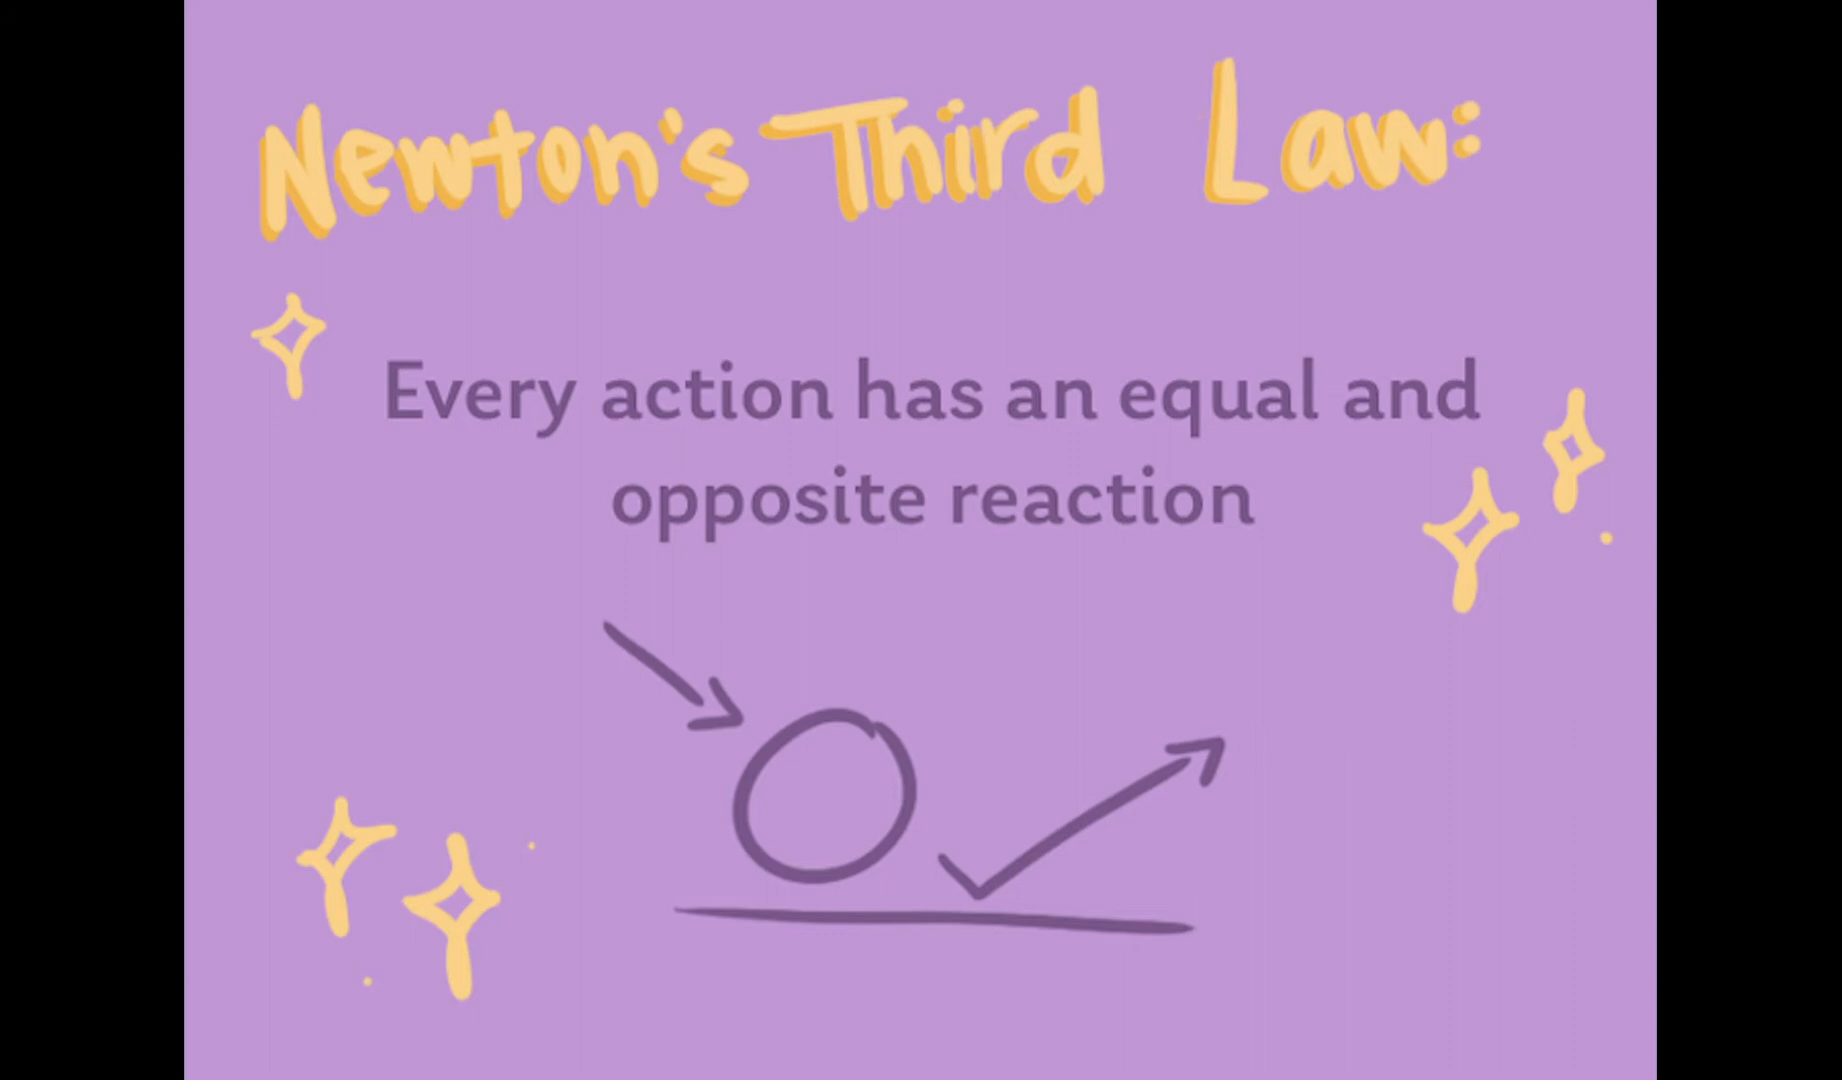 Newton's Third Law:
Every action has an equal and
opposite reaction